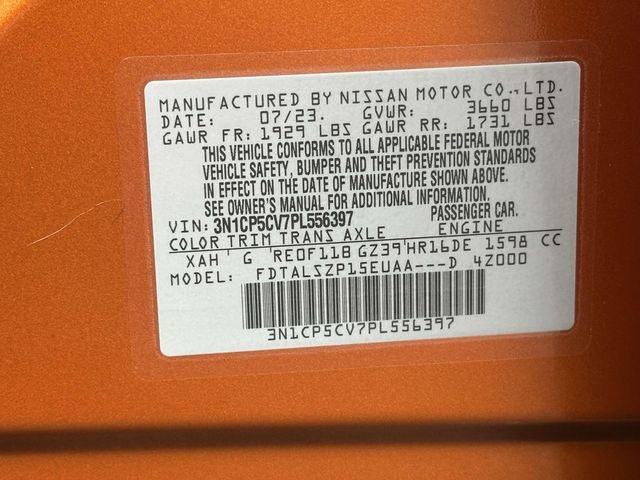 MANUFACTURED BY NISSAN MOTOR CO., LTD.
DATE: 07/23. GVWR: 3660 LBS
GAWR FR: 1929 LBS GAWR RR: 1731 LBS
THIS VEHICLE CONFORMS TO ALL APPLICABLE FEDERAL MOTOR
VEHICLE SAFETY, BUMPER AND THEFT PREVENTION STANDARDS
IN EFFECT ON THE DATE OF MANUFACTURE SHOWN ABOVE.
SEE OWNER'S MANUAL FOR ADDITIONAL INFORMATION.
VIN: 3N1CP5CV7PL556397 PASSENGER CAR.
COLOR TRIM TRANS AXLE ENGINE
XAH G RE0F11B GZ39 HR16DE 1598 CC
MODEL: FDTALSZP15EUAA---D 4Z000
3N1CP5CV7PL556397